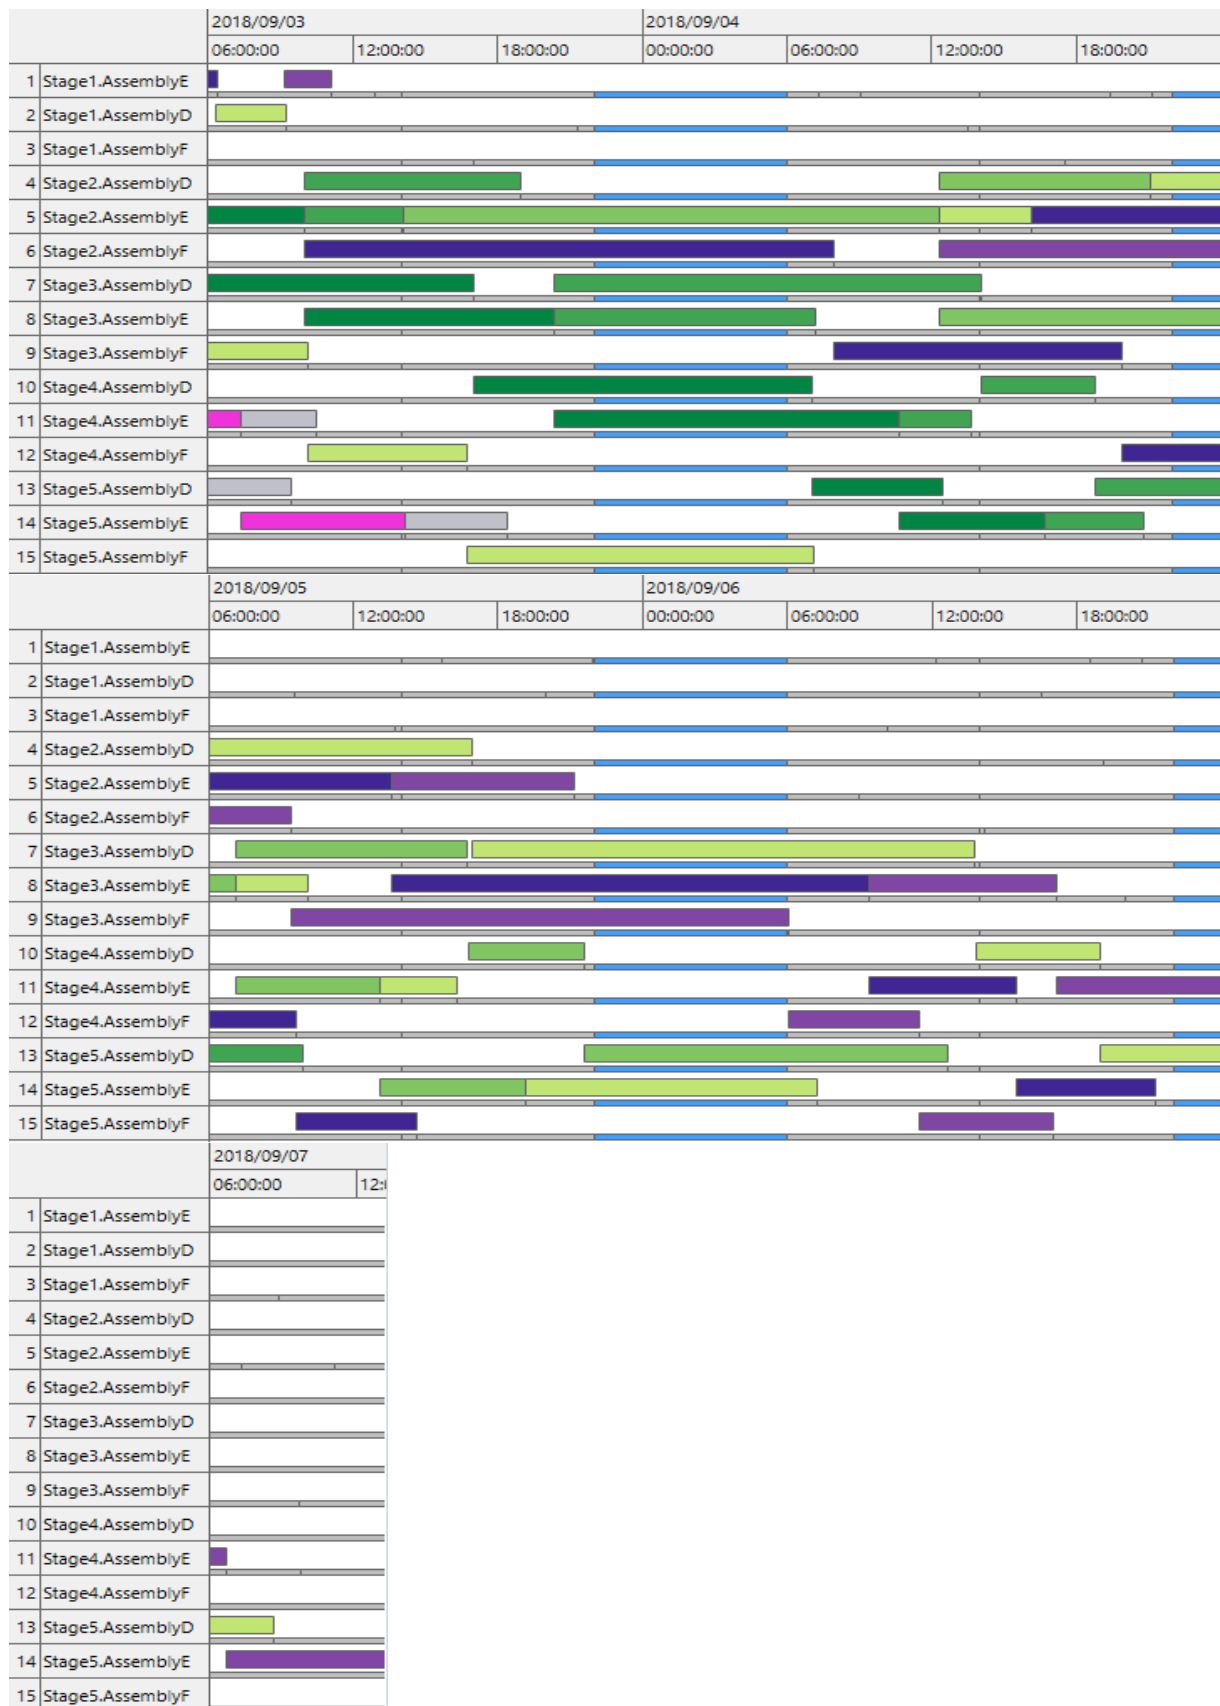 2018/09/03 2018/09/04
06:00:00 12:00:00 18:00:00 00:00:00 06:00:00 12:00:00 18:00:00
1 Stage1.AssemblyE
2 Stage1.AssemblyD
3 Stage1.AssemblyF
4 Stage2.AssemblyD
5 Stage2.AssemblyE
6 Stage2.AssemblyF
7 Stage3.AssemblyD
8 Stage3.AssemblyE
9 Stage3.AssemblyF
10 Stage4.AssemblyD
11 Stage4.AssemblyE
12 Stage4.AssemblyF
13 Stage5.AssemblyD
14 Stage5.AssemblyE
15 Stage5.AssemblyF
2018/09/05 2018/09/06
06:00:00 12:00:00 18:00:00 00:00:00 06:00:00 12:00:00 18:00:00
1 Stage1.AssemblyE
2 Stage1.AssemblyD
3 Stage1.AssemblyF
4 Stage2.AssemblyD
5 Stage2.AssemblyE
6 Stage2.AssemblyF
7 Stage3.AssemblyD
8 Stage3.AssemblyE
9 Stage3.AssemblyF
10 Stage4.AssemblyD
11 Stage4.AssemblyE
12 Stage4.AssemblyF
13 Stage5.AssemblyD
14 Stage5.AssemblyE
15 Stage5.AssemblyF
2018/09/07
06:00:00 12:
1 Stage1.AssemblyE
2 Stage1.AssemblyD
3 Stage1.AssemblyF
4 Stage2.AssemblyD
5 Stage2.AssemblyE
6 Stage2.AssemblyF
7 Stage3.AssemblyD
8 Stage3.AssemblyE
9 Stage3.AssemblyF
10 Stage4.AssemblyD
11 Stage4.AssemblyE
12 Stage4.AssemblyF
13 Stage5.AssemblyD
14 Stage5.AssemblyE
15 Stage5.AssemblyF